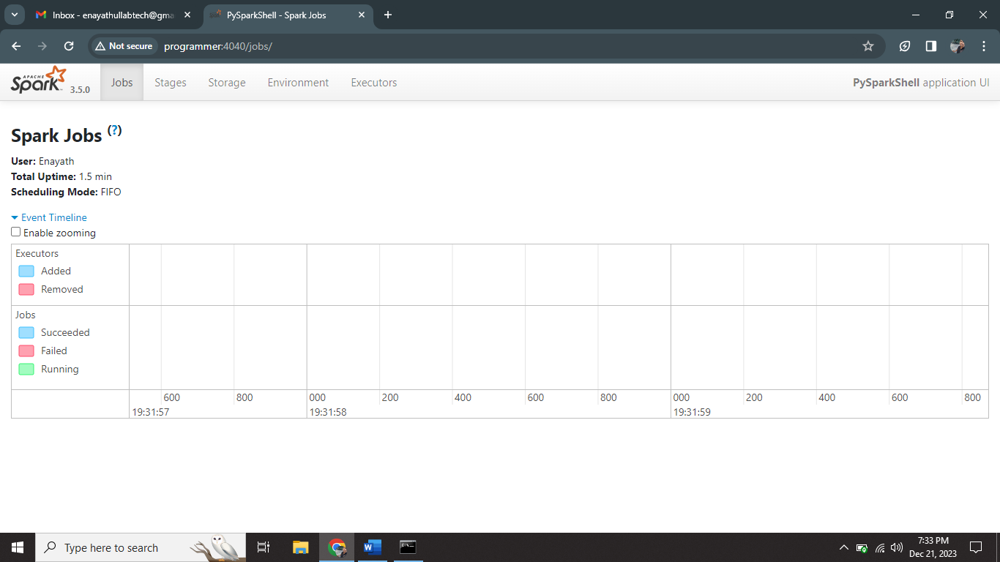 Inbox - enayathullabtech@gma
PySparkShell - Spark Jobs
Not secure programmer:4040/jobs/
APACHE
Spark 3.5.0 Jobs Stages Storage Environment Executors PySparkShell application UI
Spark Jobs (?)
User: Enayath
Total Uptime: 1.5 min
Scheduling Mode: FIFO
Event Timeline
Enable zooming
Executors
Added
Removed
Jobs
Succeeded
Failed
Running
600 800 000 200 400 600 800 000 200 400 600 800
19:31:57 19:31:58 19:31:59
Type here to search
7:33 PM
Dec 21, 2023